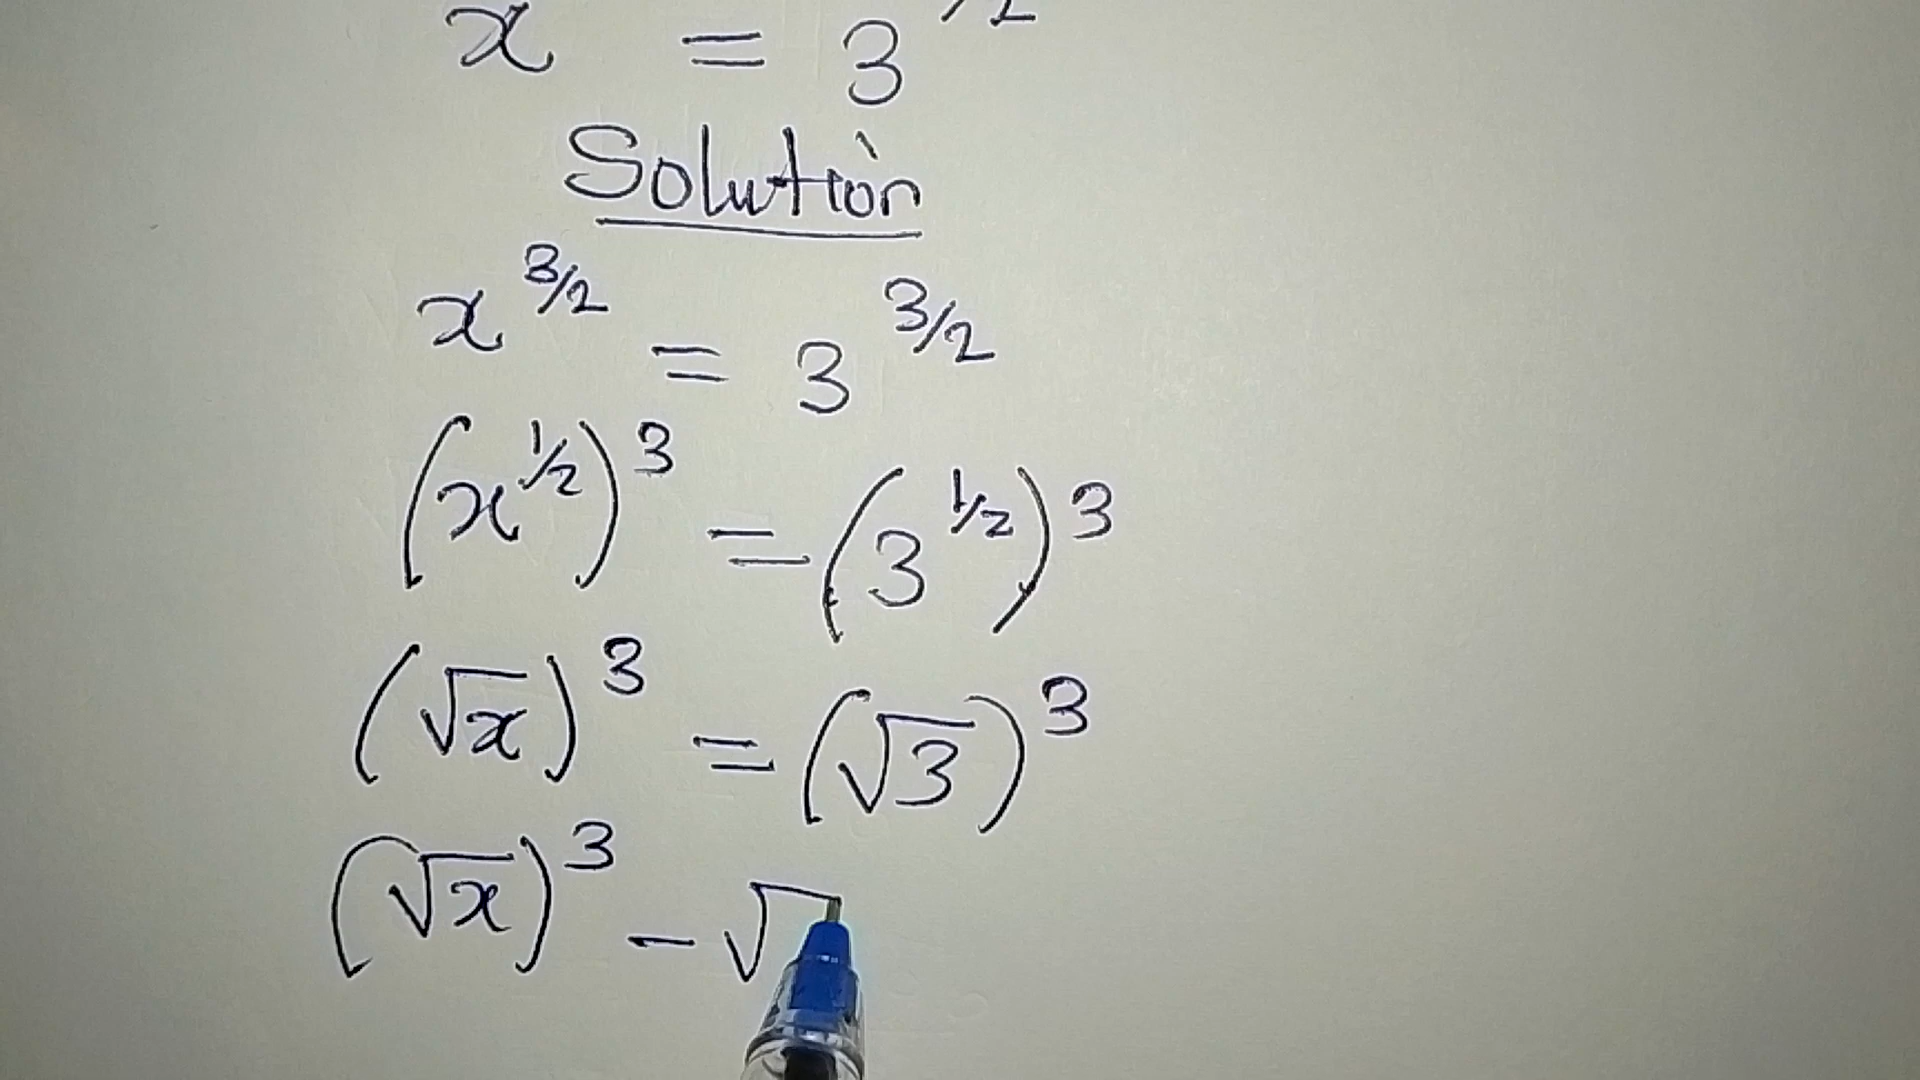 x = 3
Solution
x^3/2 = 3^3/2
(x^1/2)^3 = (3^1/2)^3
(√x)^3 = (√3)^3
(√x)^3 - √